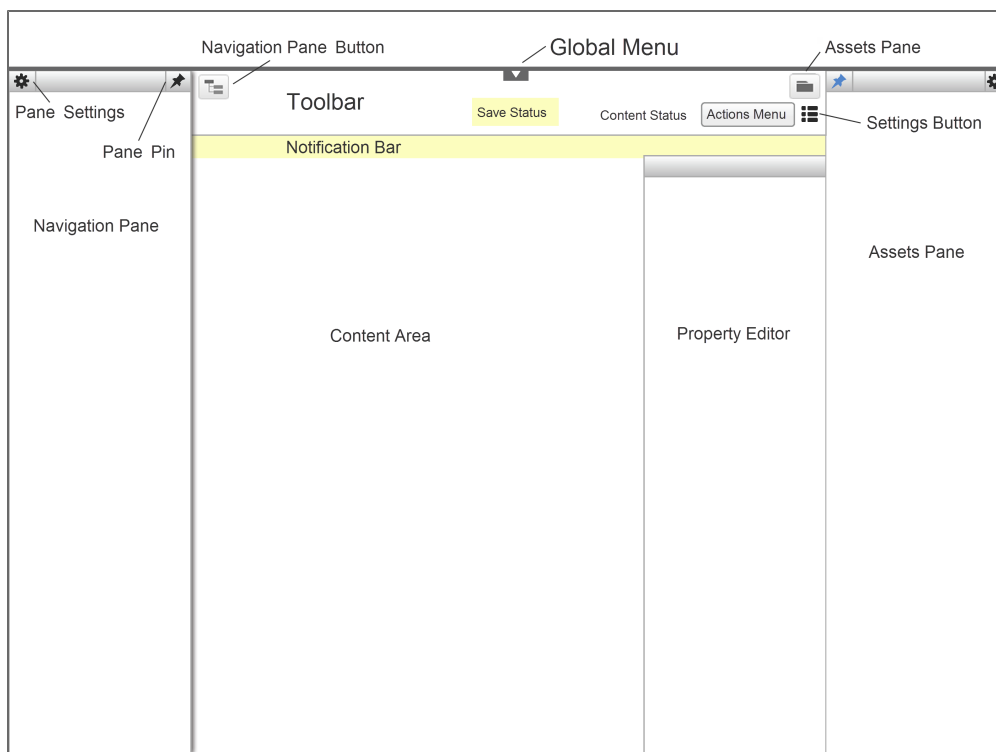 Navigation Pane Button
Global Menu
Assets Pane
Pane Settings
Toolbar
Save Status
Content Status
Actions Menu
Settings Button
Pane Pin
Notification Bar
Navigation Pane
Assets Pane
Content Area
Property Editor